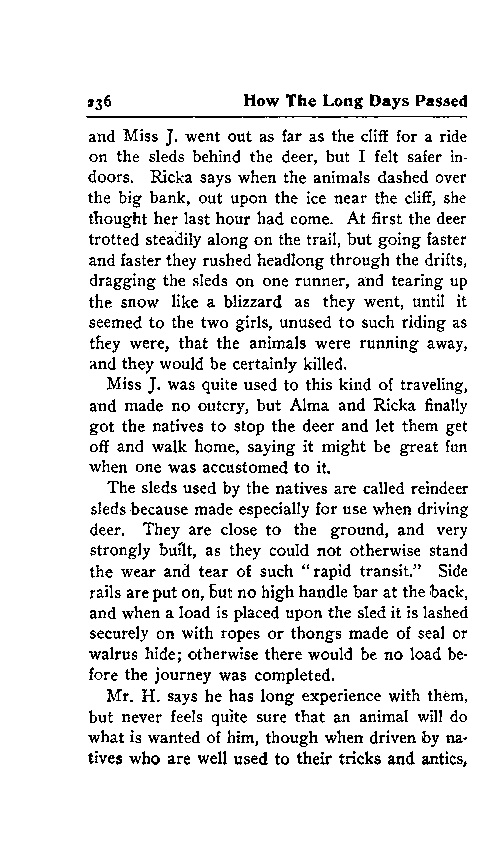 236 How The Long Days Passed
and Miss J. went out as far as the cliff for a ride
on the sleds behind the deer, but I felt safer in-
doors. Ricka says when the animals dashed over
the big bank, out upon the ice near the cliff, she
thought her last hour had come. At first the deer
trotted steadily along on the trail, but going faster
and faster they rushed headlong through the drifts,
dragging the sleds on one runner, and tearing up
the snow like a blizzard as they went, until it
seemed to the two girls, unused to such riding as
they were, that the animals were running away,
and they would be certainly killed.
Miss J. was quite used to this kind of traveling,
and made no outcry, but Alma and Ricka finally
got the natives to stop the deer and let them get
off and walk home, saying it might be great fun
when one was accustomed to it.
The sleds used by the natives are called reindeer
sleds because made especially for use when driving
deer. They are close to the ground, and very
strongly built, as they could not otherwise stand
the wear and tear of such "rapid transit." Side
rails are put on, but no high handle bar at the back,
and when a load is placed upon the sled it is lashed
securely on with ropes or thongs made of seal or
walrus hide; otherwise there would be no load be-
fore the journey was completed.
Mr. H. says he has long experience with them,
but never feels quite sure that an animal will do
what is wanted of him, though when driven by na-
tives who are well used to their tricks and antics,